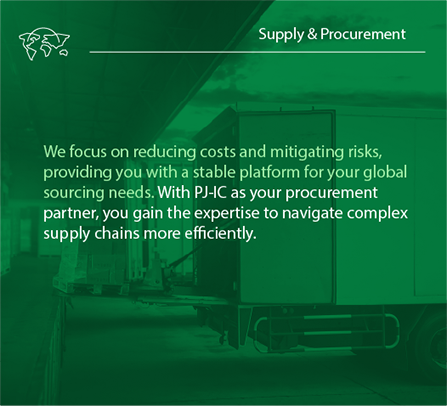 Supply & Procurement
We focus on reducing costs and mitigating risks,
providing you with a stable platform for your global
sourcing needs. With PJ-IC as your procurement
partner, you gain the expertise to navigate complex
supply chains more efficiently.